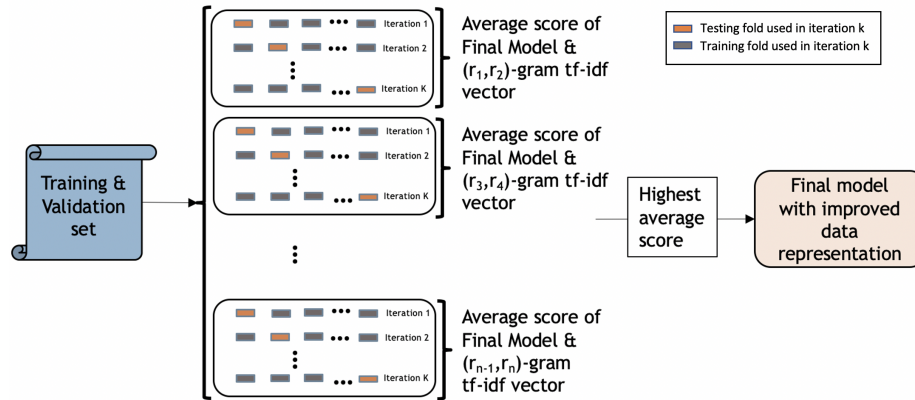 Training &
Validation
set
Iteration 1
Iteration 2
Iteration K
Average score of
Final Model &
(r₁,r₂)-gram tf-idf
vector
Iteration 1
Iteration 2
Iteration K
Average score of
Final Model &
(r₃,r₄)-gram tf-idf
vector
Iteration 1
Iteration 2
Iteration K
Average score of
Final Model &
(rₙ₋₁,rₙ)-gram
tf-idf vector
Testing fold used in iteration k
Training fold used in iteration k
Highest
average
score
Final model
with improved
data
representation